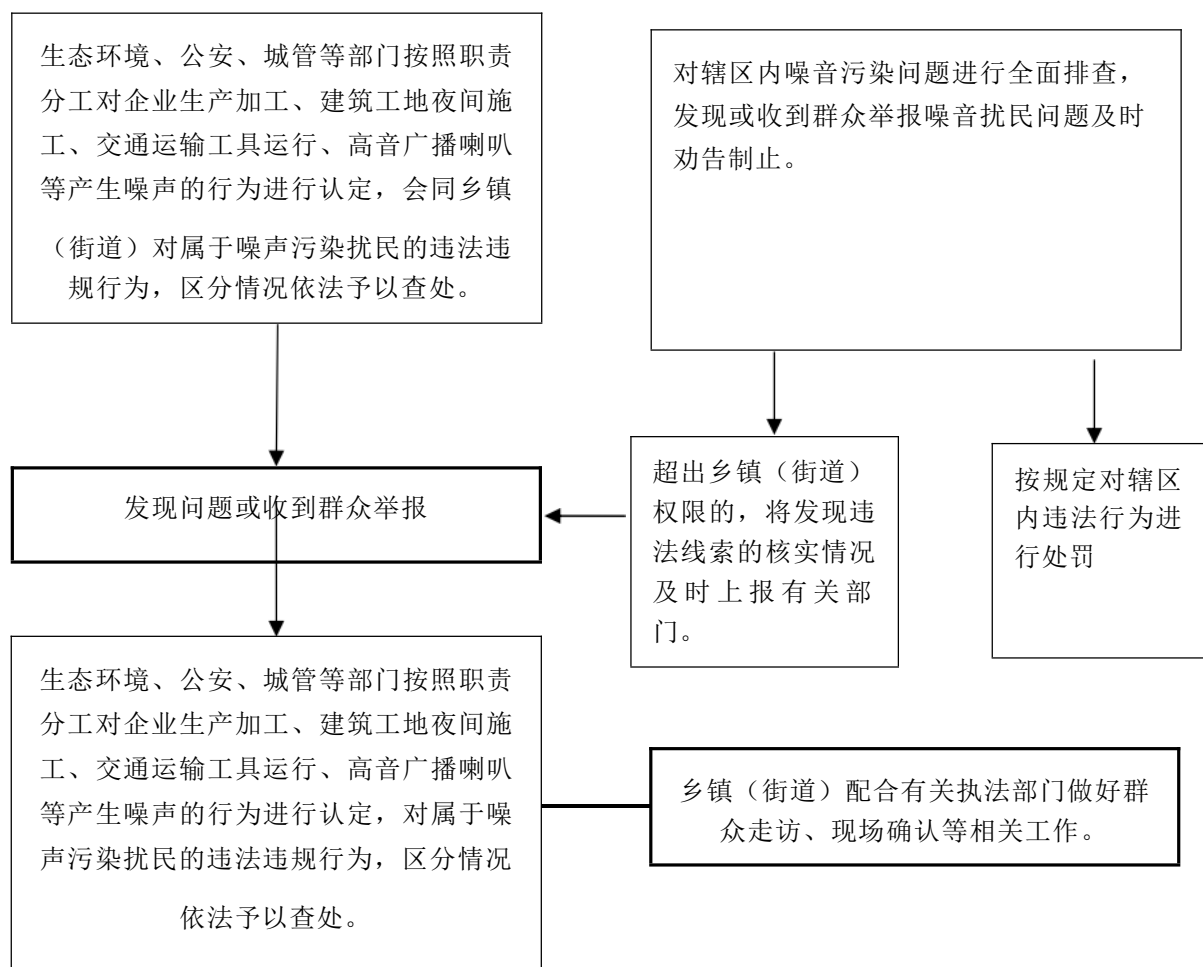 生态环境、公安、城管等部门按照职责
分工对企业生产加工、建筑工地夜间施
工、交通运输工具运行、高音广播喇叭
等产生噪声的行为进行认定，会同乡镇
（街道）对属于噪声污染扰民的违法违
规行为，区分情况依法予以查处。
对辖区内噪音污染问题进行全面排查，
发现或收到群众举报噪音扰民问题及时
劝告制止。
发现问题或收到群众举报
超出乡镇（街道）
权限的，将发现违
法线索的核实情况
及时上报有关部
门。
按规定对辖区
内违法行为进
行处罚
生态环境、公安、城管等部门按照职责
分工对企业生产加工、建筑工地夜间施
工、交通运输工具运行、高音广播喇叭
等产生噪声的行为进行认定，对属于噪
声污染扰民的违法违规行为，区分情况
依法予以查处。
乡镇（街道）配合有关执法部门做好群
众走访、现场确认等相关工作。